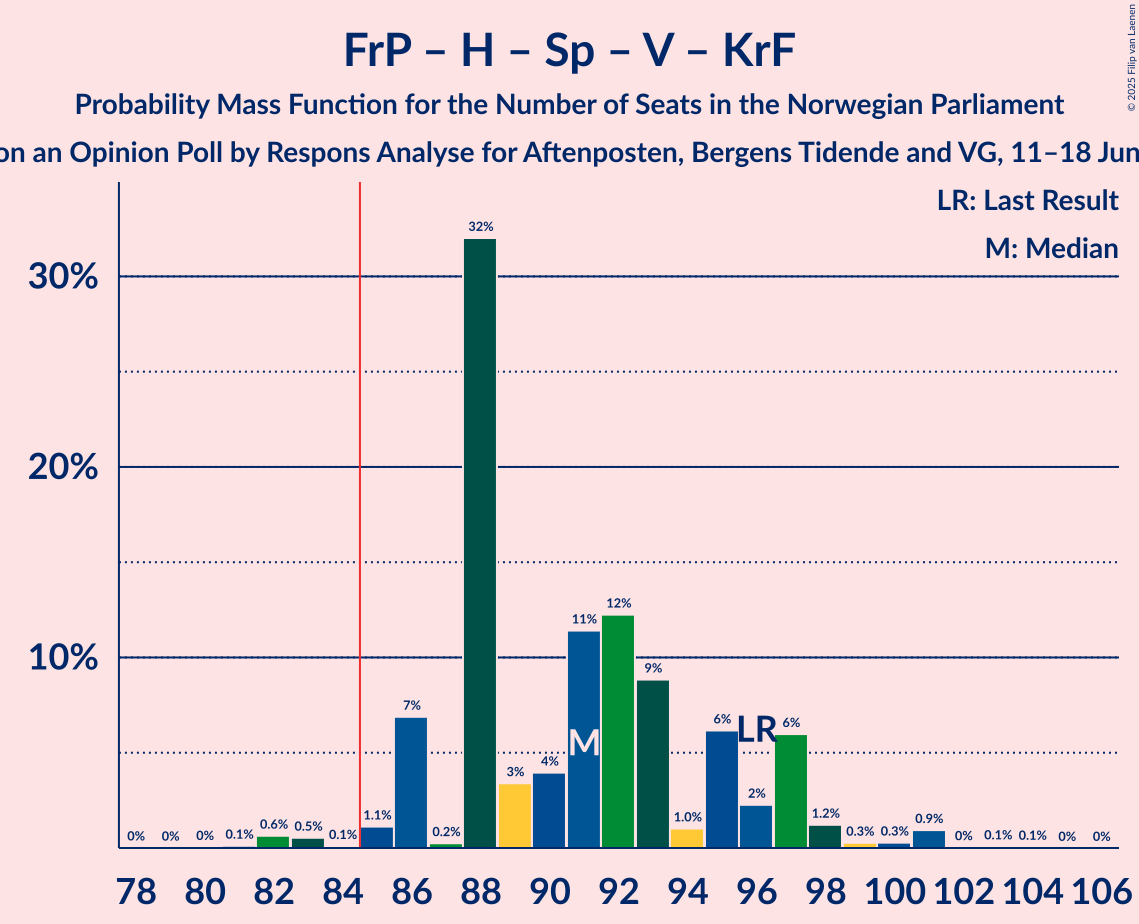 FrP – H – Sp – V – KrF
Probability Mass Function for the Number of Seats in the Norwegian Parliament
on an Opinion Poll by Respons Analyse for Aftenposten, Bergens Tidende and VG, 11–18 Jun
© 2025 Filip van Laenen
LR: Last Result
M: Median
30%
20%
10%
0% 0% 0% 0.1% 0.6% 0.5% 0.1% 1.1% 7% 0.2% 32% 3% 4% 11% 12% 9% 1.0% 6% 2% 6% 1.2% 0.3% 0.3% 0.9% 0% 0.1% 0.1% 0% 0%
M
LR
78 80 82 84 86 88 90 92 94 96 98 100 102 104 106